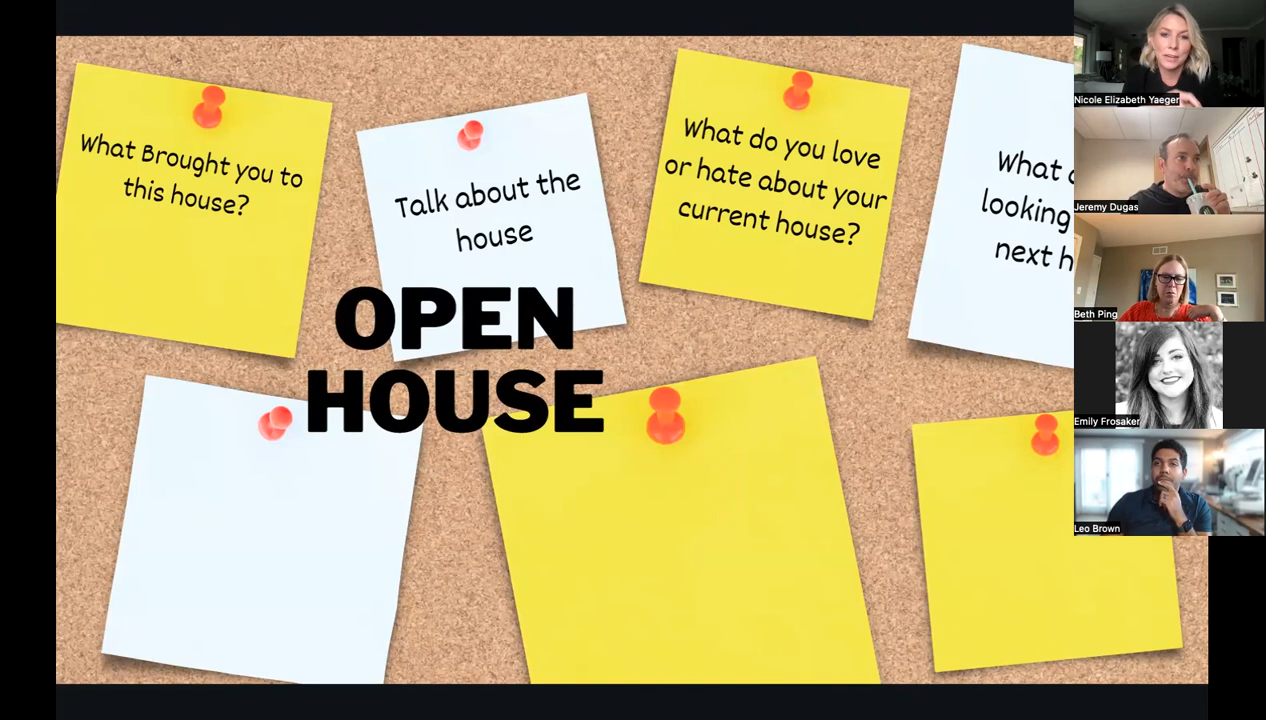 What Brought you to
this house?
Talk about the
house
What do you love
or hate about your
current house?
What
looking
next h
OPEN
HOUSE
Nicole Elizabeth Yaeger
Jeremy Dugas
Beth Ping
Emily Frosaker
Leo Brown